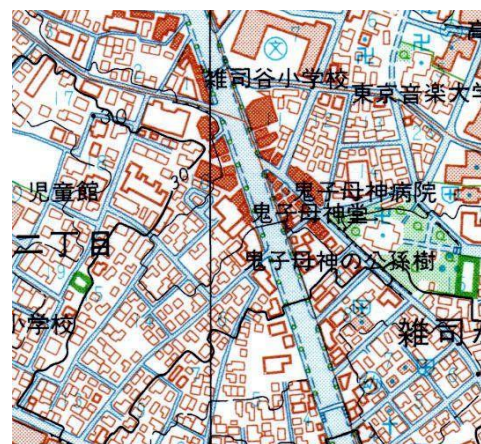 雑司谷小学校
東京音楽大学
30
30
児童館
鬼子母神病院
鬼子母神堂
二丁目
鬼子母神の公孫樹
小学校
雑司